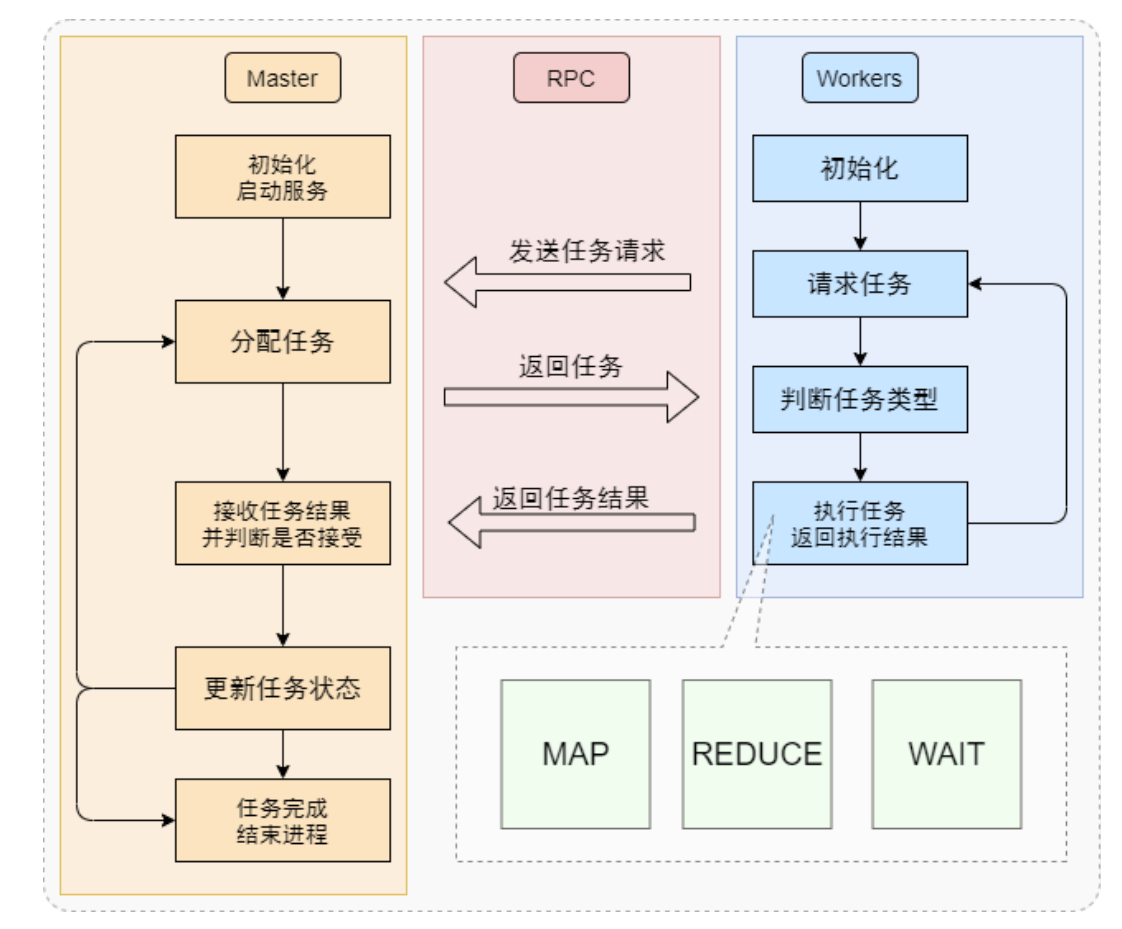 Master
初始化
启动服务
分配任务
接收任务结果
并判断是否接受
更新任务状态
任务完成
结束进程
RPC
发送任务请求
返回任务
返回任务结果
Workers
初始化
请求任务
判断任务类型
执行任务
返回执行结果
MAP
REDUCE
WAIT